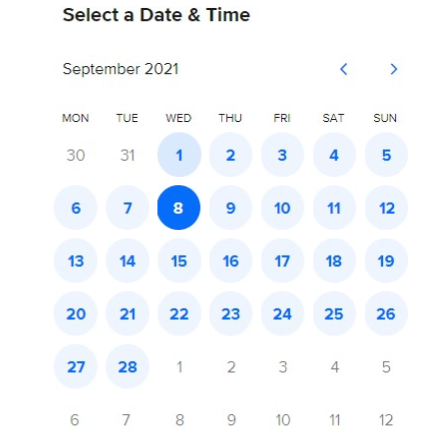 Select a Date & Time
September 2021
MON TUE WED THU FRI SAT SUN
30 31 1 2 3 4 5
6 7 8 9 10 11 12
13 14 15 16 17 18 19
20 21 22 23 24 25 26
27 28 1 2 3 4 5
6 7 8 9 10 11 12